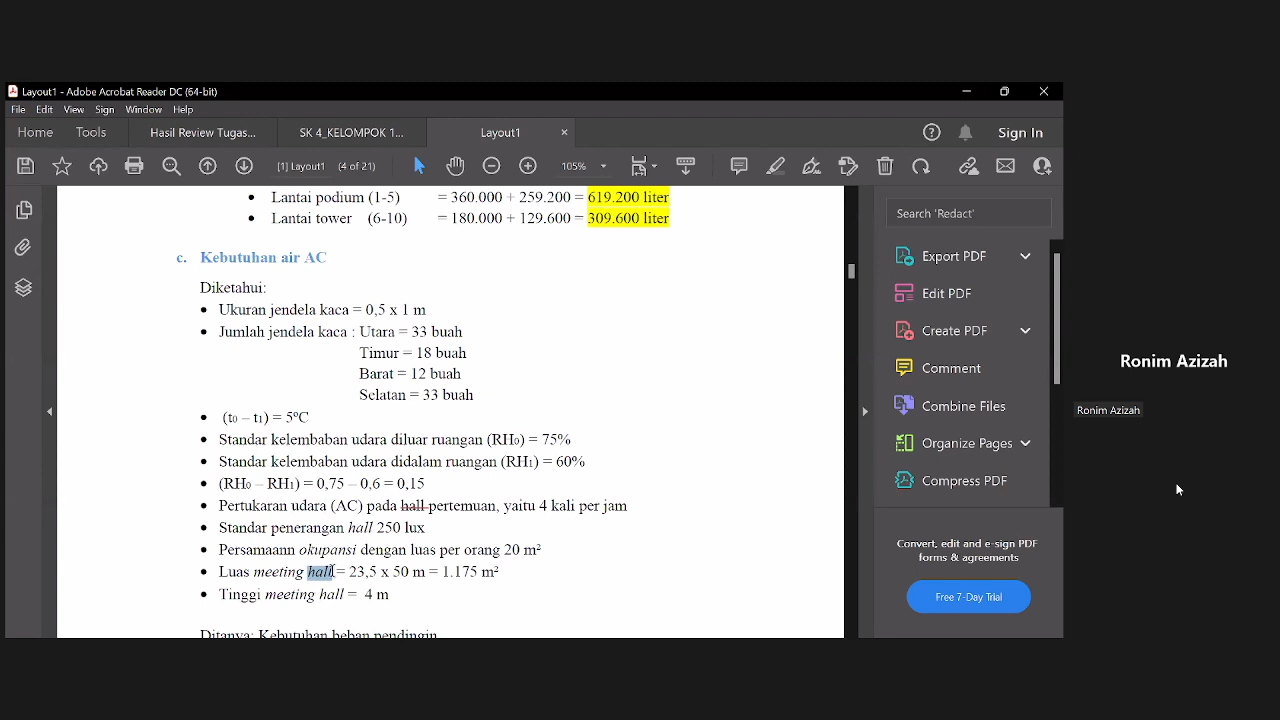 Layout1 - Adobe Acrobat Reader DC (64-bit)
File Edit View Sign Window Help
Home Tools Hasil Review Tugas... SK 4_KELOMPOK 1... Layout1 × Sign In
[1] Layout1 (4 of 21) 105%
• Lantai podium (1-5) = 360.000 + 259.200 = 619.200 liter
• Lantai tower (6-10) = 180.000 + 129.600 = 309.600 liter
c. Kebutuhan air AC
Diketahui:
• Ukuran jendela kaca = 0,5 x 1 m
• Jumlah jendela kaca : Utara = 33 buah
Timur = 18 buah
Barat = 12 buah
Selatan = 33 buah
• (t₀ – t₁) = 5°C
• Standar kelembaban udara diluar ruangan (RH₀) = 75%
• Standar kelembaban udara didalam ruangan (RH₁) = 60%
• (RH₀ – RH₁) = 0,75 – 0,6 = 0,15
• Pertukaran udara (AC) pada hall pertemuan, yaitu 4 kali per jam
• Standar penerangan hall 250 lux
• Persamaann okupansi dengan luas per orang 20 m²
• Luas meeting hall = 23,5 x 50 m = 1.175 m²
• Tinggi meeting hall = 4 m
Ditanya: Kebutuhan beban pendingin
Search 'Redact'
Export PDF
Edit PDF
Create PDF
Comment
Combine Files
Organize Pages
Compress PDF
Convert, edit and e-sign PDF
forms & agreements
Free 7-Day Trial
Ronim Azizah
Ronim Azizah